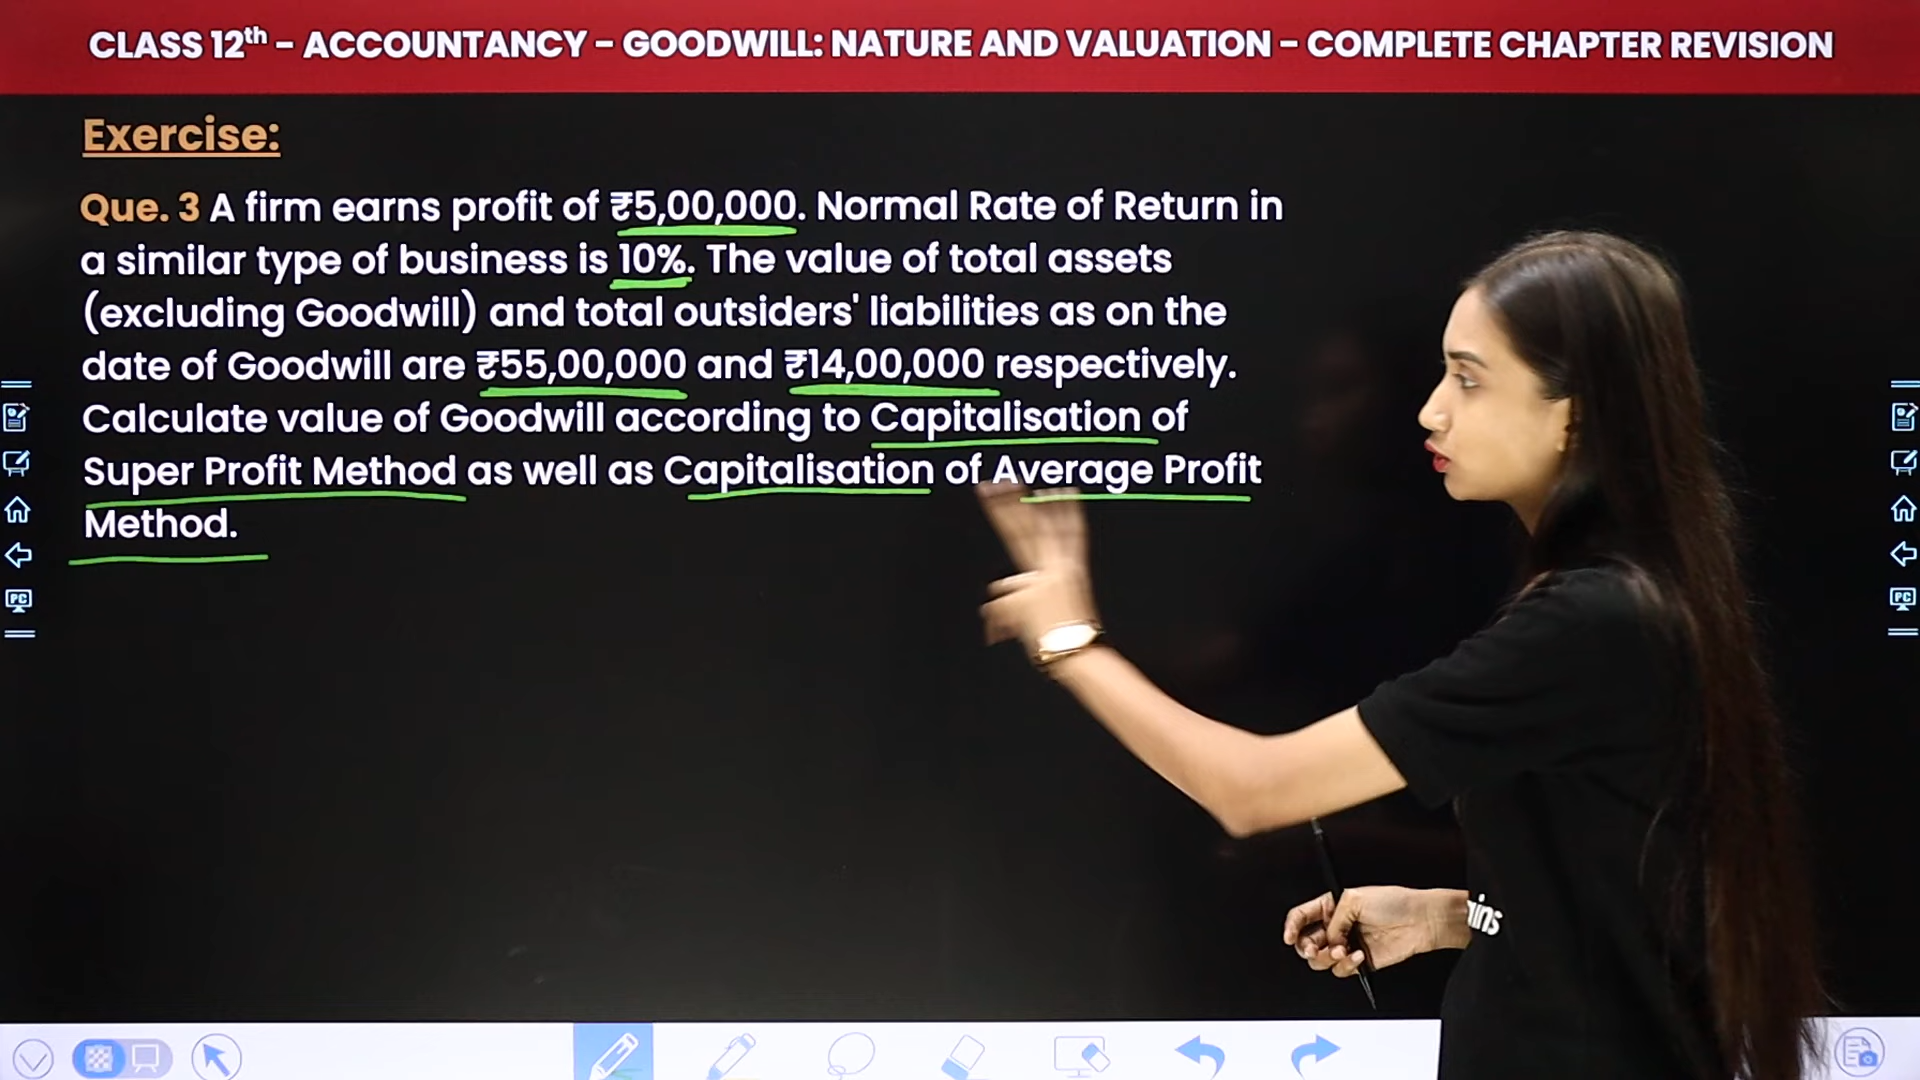 CLASS 12th – ACCOUNTANCY – GOODWILL: NATURE AND VALUATION – COMPLETE CHAPTER REVISION
Exercise:
Que. 3 A firm earns profit of ₹5,00,000. Normal Rate of Return in
a similar type of business is 10%. The value of total assets
(excluding Goodwill) and total outsiders' liabilities as on the
date of Goodwill are ₹55,00,000 and ₹14,00,000 respectively.
Calculate value of Goodwill according to Capitalisation of
Super Profit Method as well as Capitalisation of Average Profit
Method.
PC
PC